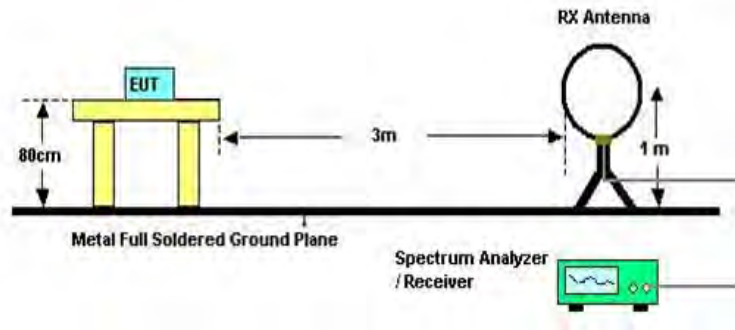 RX Antenna
EUT
80cm
3m
1 m
Metal Full Soldered Ground Plane
Spectrum Analyzer
/ Receiver